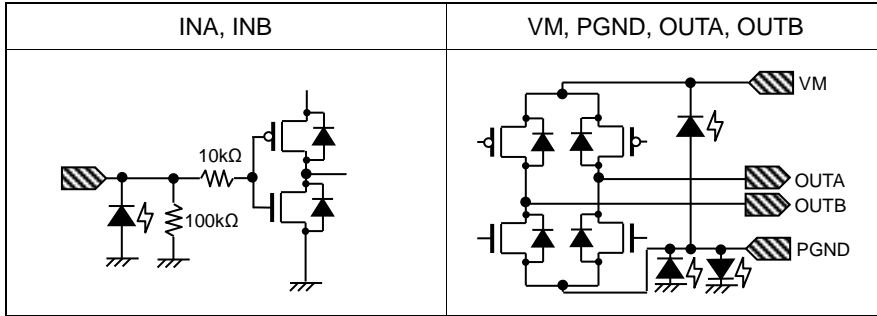 INA, INB
VM, PGND, OUTA, OUTB
10kΩ
100kΩ
VM
OUTA
OUTB
PGND